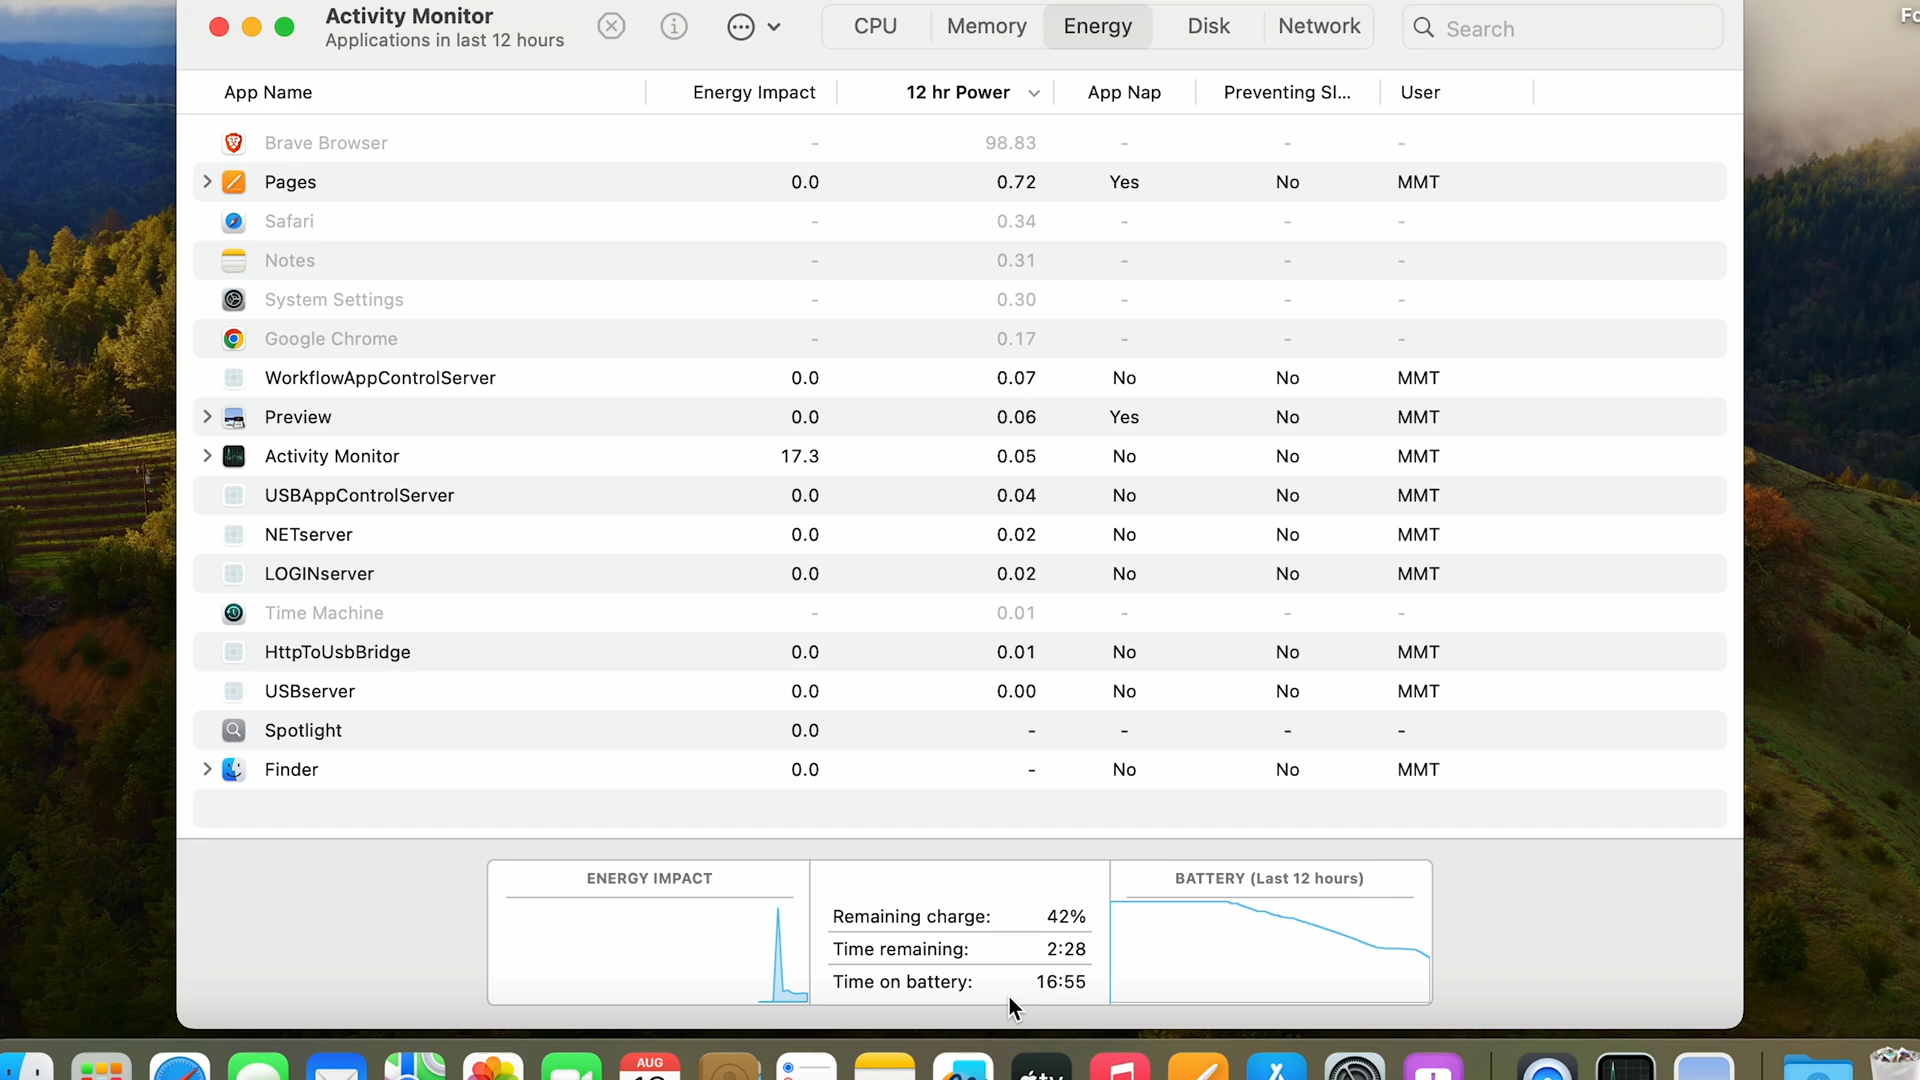 Activity Monitor
Applications in last 12 hours
CPU Memory Energy Disk Network
Search
App Name Energy Impact 12 hr Power App Nap Preventing Sl... User
Brave Browser - 98.83 - - -
Pages 0.0 0.72 Yes No MMT
Safari - 0.34 - - -
Notes - 0.31 - - -
System Settings - 0.30 - - -
Google Chrome - 0.17 - - -
WorkflowAppControlServer 0.0 0.07 No No MMT
Preview 0.0 0.06 Yes No MMT
Activity Monitor 17.3 0.05 No No MMT
USBAppControlServer 0.0 0.04 No No MMT
NETserver 0.0 0.02 No No MMT
LOGINserver 0.0 0.02 No No MMT
Time Machine - 0.01 - - -
HttpToUsbBridge 0.0 0.01 No No MMT
USBserver 0.0 0.00 No No MMT
Spotlight 0.0 - - - -
Finder 0.0 - No No MMT
ENERGY IMPACT
Remaining charge: 42%
Time remaining: 2:28
Time on battery: 16:55
BATTERY (Last 12 hours)
AUG